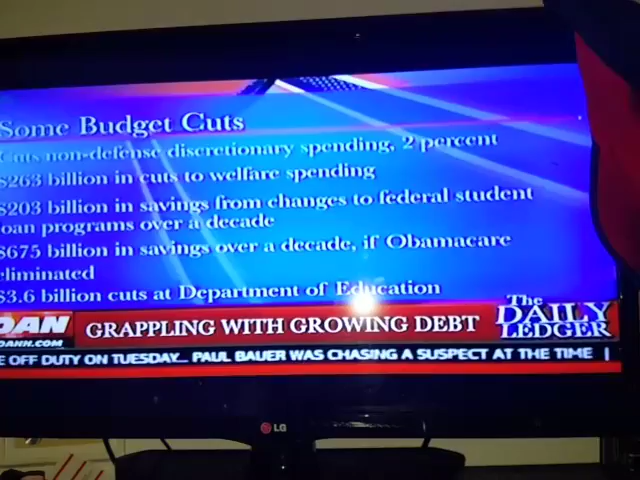 Some Budget Cuts
Cuts non-defense discretionary spending, 2 percent
$263 billion in cuts to welfare spending
$203 billion in savings from changes to federal student
loan programs over a decade
$675 billion in savings over a decade, if Obamacare
eliminated
$3.6 billion cuts at Department of Education
OAN
OANN.COM
GRAPPLING WITH GROWING DEBT
The
DAILY
LEDGER
E OFF DUTY ON TUESDAY... PAUL BAUER WAS CHASING A SUSPECT AT THE TIME |
LG